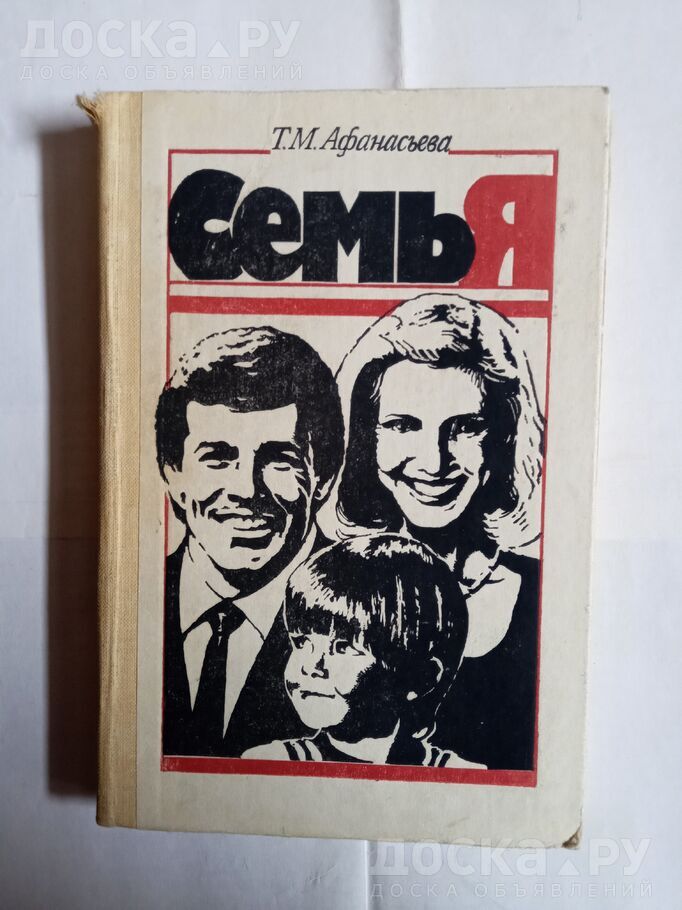 ДОСКА.РУ
ДОСКА ОБЪЯВЛЕНИЙ
Т.М. Афанасьева
СемьЯ
ДОСКА.РУ
ДОСКА ОБЪЯВЛЕНИЙ